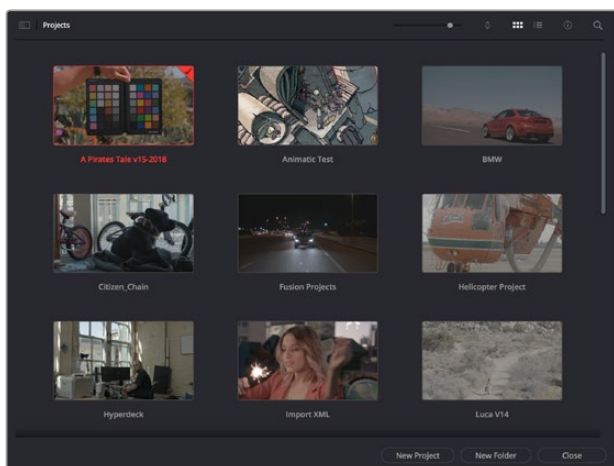 Projects
A Pirates Tale v15-2018
Animatic Test
BMW
Citizen_Chain
Fusion Projects
Helicopter Project
Hyperdeck
Import XML
Luca V14
New Project
New Folder
Close